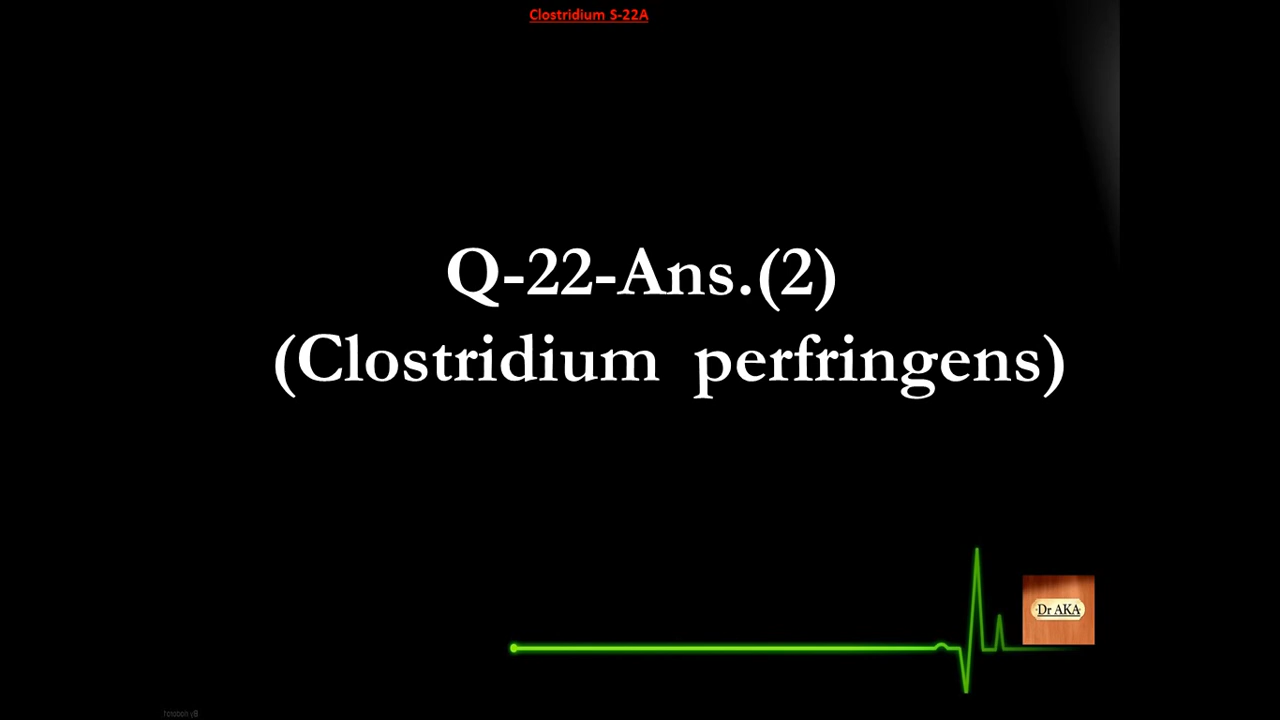 Clostridium S-22A
Q-22-Ans.(2)
(Clostridium perfringens)
Dr AKA